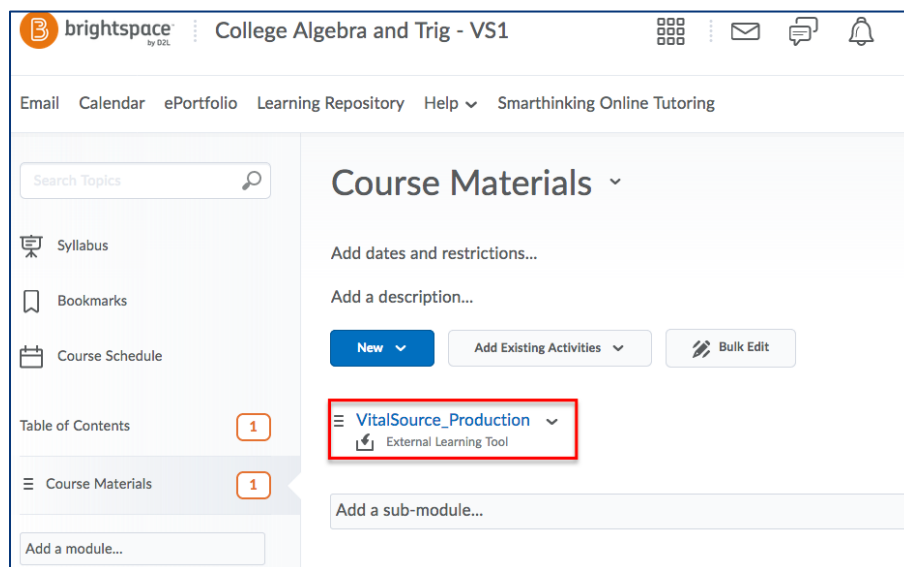 brightspace
by D2L
College Algebra and Trig - VS1
Email Calendar ePortfolio Learning Repository Help Smarthinking Online Tutoring
Search Topics
Syllabus
Bookmarks
Course Schedule
Table of Contents 1
Course Materials 1
Add a module...
Course Materials
Add dates and restrictions...
Add a description...
New Add Existing Activities Bulk Edit
VitalSource_Production
External Learning Tool
Add a sub-module...